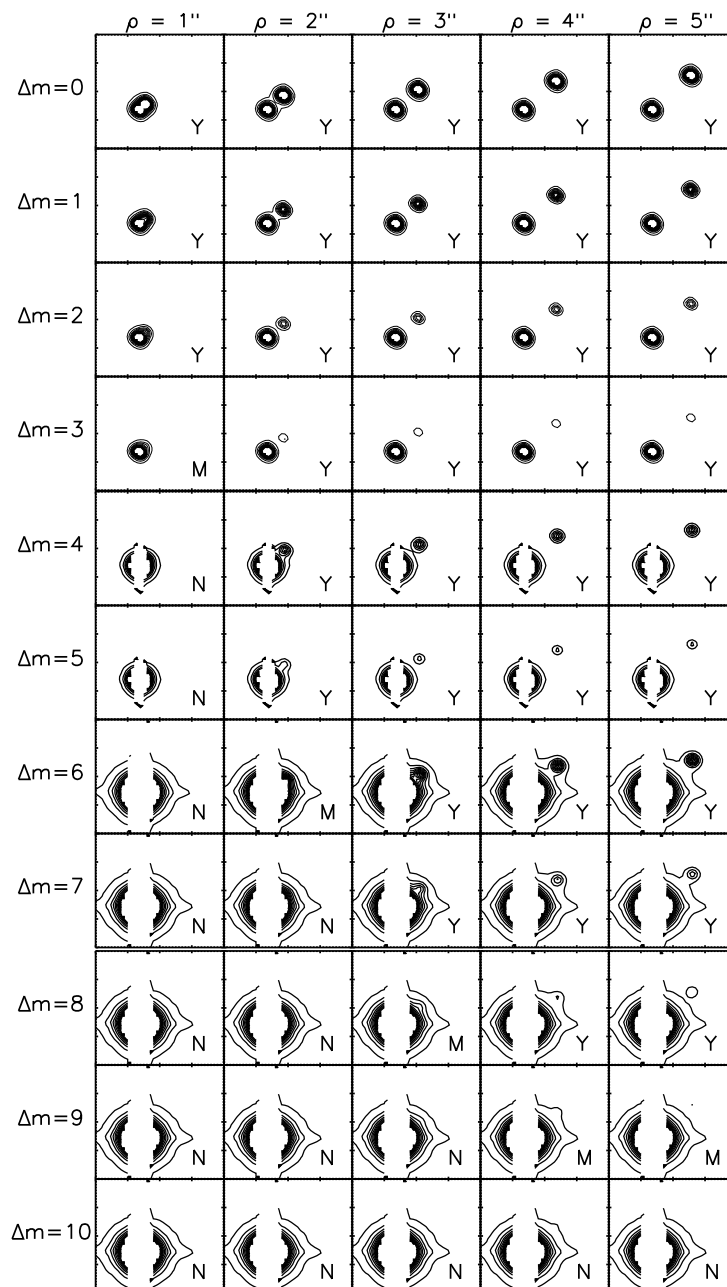 ρ = 1" ρ = 2" ρ = 3" ρ = 4" ρ = 5"
Δm=0 Y Y Y Y Y
Δm=1 Y Y Y Y Y
Δm=2 Y Y Y Y Y
Δm=3 M Y Y Y Y
Δm=4 N Y Y Y Y
Δm=5 N Y Y Y Y
Δm=6 N M Y Y Y
Δm=7 N N Y Y Y
Δm=8 N N M Y Y
Δm=9 N N N M M
Δm=10 N N N N N